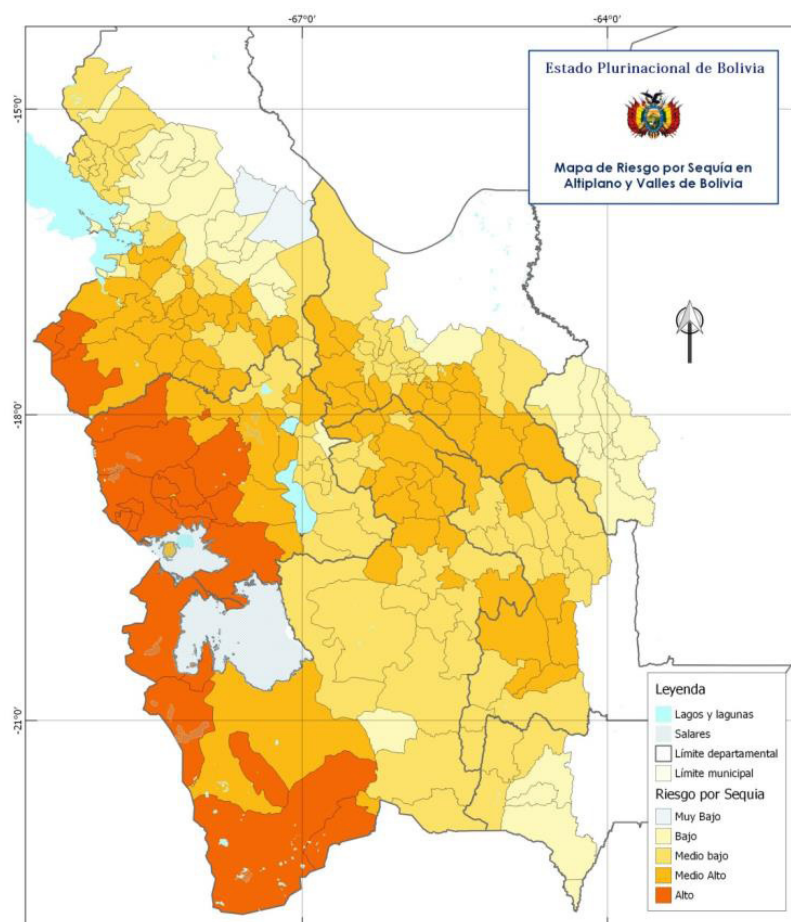 -67°0'
-64°0'
Estado Plurinacional de Bolivia
Mapa de Riesgo por Sequía en
Altiplano y Valles de Bolivia
-15°0'
-18°0'
-21°0'
Leyenda
Lagos y lagunas
Salares
Límite departamental
Límite municipal
Riesgo por Sequia
Muy Bajo
Bajo
Medio bajo
Medio Alto
Alto